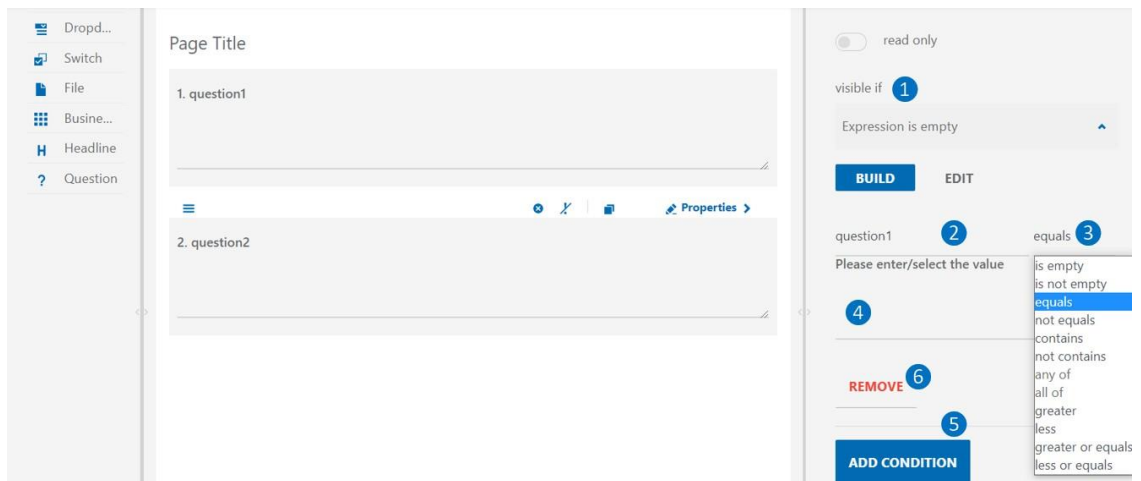 Dropd...
Switch
File
Busine...
H Headline
? Question
Page Title
1. question1
Properties
2. question2
read only
visible if 1
Expression is empty
BUILD EDIT
question1 2 equals 3
Please enter/select the value
4
is empty
is not empty
equals
not equals
contains
not contains
any of
all of
greater
less
greater or equals
less or equals
REMOVE 6
5
ADD CONDITION